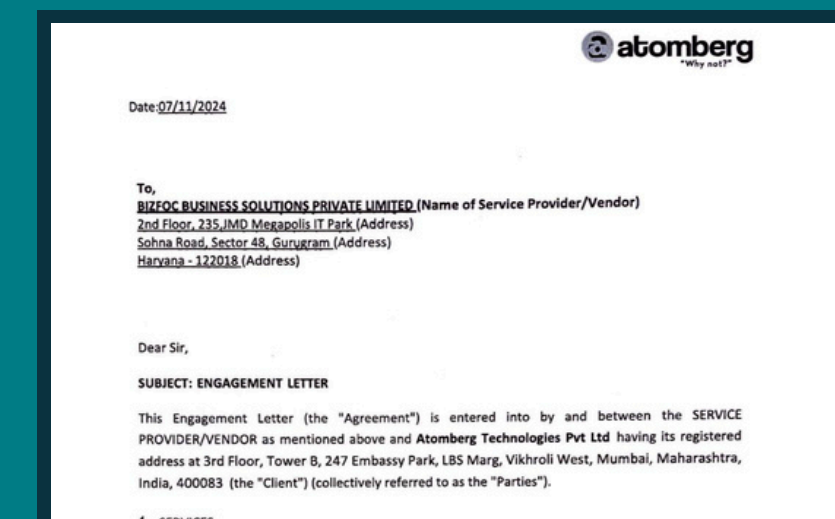 atomberg
"Why not?"
Date:07/11/2024
To,
BIZFOC BUSINESS SOLUTIONS PRIVATE LIMITED (Name of Service Provider/Vendor)
2nd Floor, 235,JMD Megapolis IT Park (Address)
Sohna Road, Sector 48, Gurugram (Address)
Haryana - 122018 (Address)
Dear Sir,
SUBJECT: ENGAGEMENT LETTER
This Engagement Letter (the "Agreement") is entered into by and between the SERVICE
PROVIDER/VENDOR as mentioned above and Atomberg Technologies Pvt Ltd having its registered
address at 3rd Floor, Tower B, 247 Embassy Park, LBS Marg, Vikhroli West, Mumbai, Maharashtra,
India, 400083 (the "Client") (collectively referred to as the "Parties").